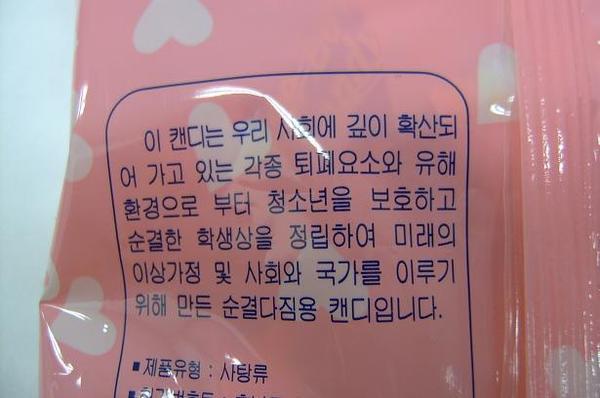 이 캔디는 우리 사회에 깊이 확산되
어 가고 있는 각종 퇴폐요소와 유해
환경으로 부터 청소년을 보호하고
순결한 학생상을 정립하여 미래의
이상가정 및 사회와 국가를 이루기
위해 만든 순결다짐용 캔디입니다.
■ 제품유형 : 사탕류